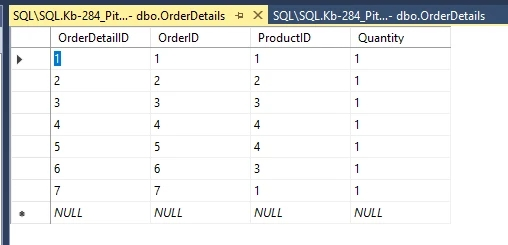 SQL\SQL.Kb-284_Pit...- dbo.OrderDetails SQL\SQL.Kb-284_Pit...- dbo.OrderDetails
OrderDetailID OrderID ProductID Quantity
1 1 1 1
2 2 2 1
3 3 3 1
4 4 4 1
5 5 4 1
6 6 3 1
7 7 1 1
NULL NULL NULL NULL